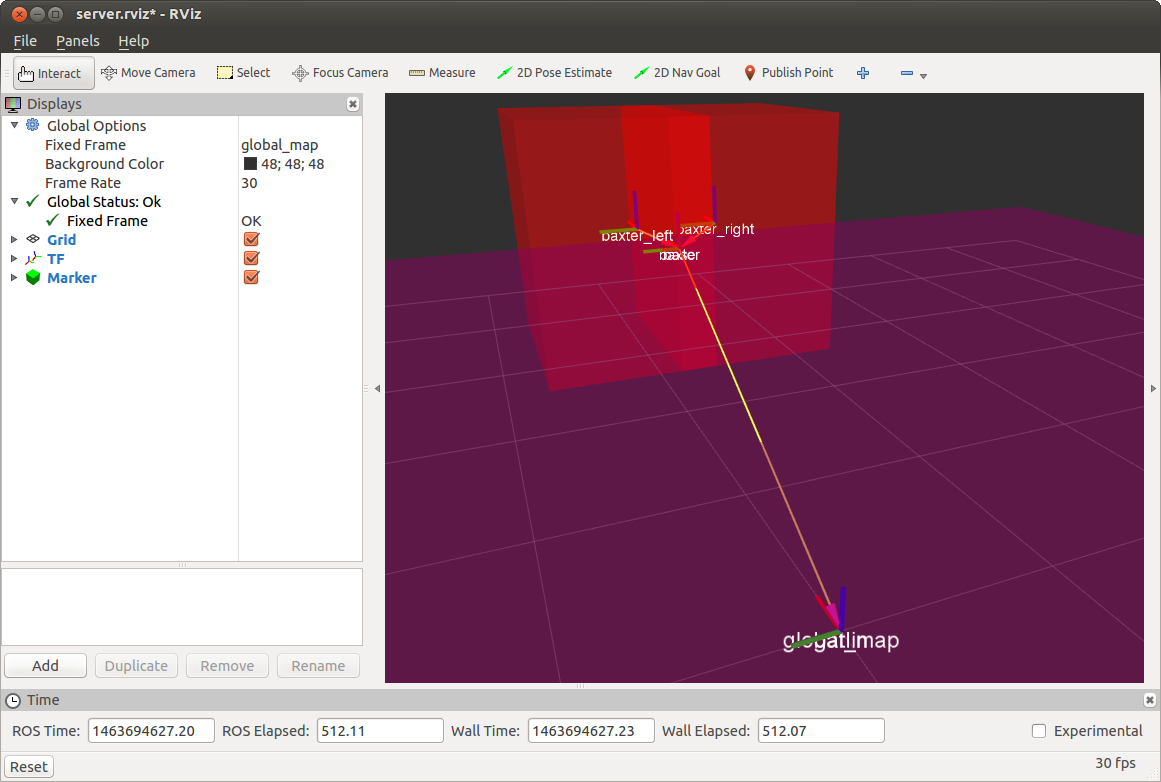 server.rviz* - RViz
File Panels Help
Interact Move Camera Select Focus Camera Measure 2D Pose Estimate 2D Nav Goal Publish Point
Displays
Global Options
Fixed Frame global_map
Background Color 48; 48; 48
Frame Rate 30
Global Status: Ok
Fixed Frame OK
Grid
TF
Marker
baxter_left baxter_right
baxter
Add Duplicate Remove Rename
Time
ROS Time: 1463694627.20 ROS Elapsed: 512.11 Wall Time: 1463694627.23 Wall Elapsed: 512.07 Experimental
Reset 30 fps